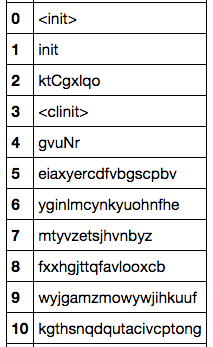 0 <init>
1 init
2 ktCgxlqo
3 <clinit>
4 gvuNr
5 eiaxyercdfvbgscpbv
6 yginlmcynkyuohnfhe
7 mtyvzetsjhvnbyz
8 fxxhgjttqfavlooxcb
9 wyjgamzmowywjihkuuf
10 kgthsnqdqutacivcptong